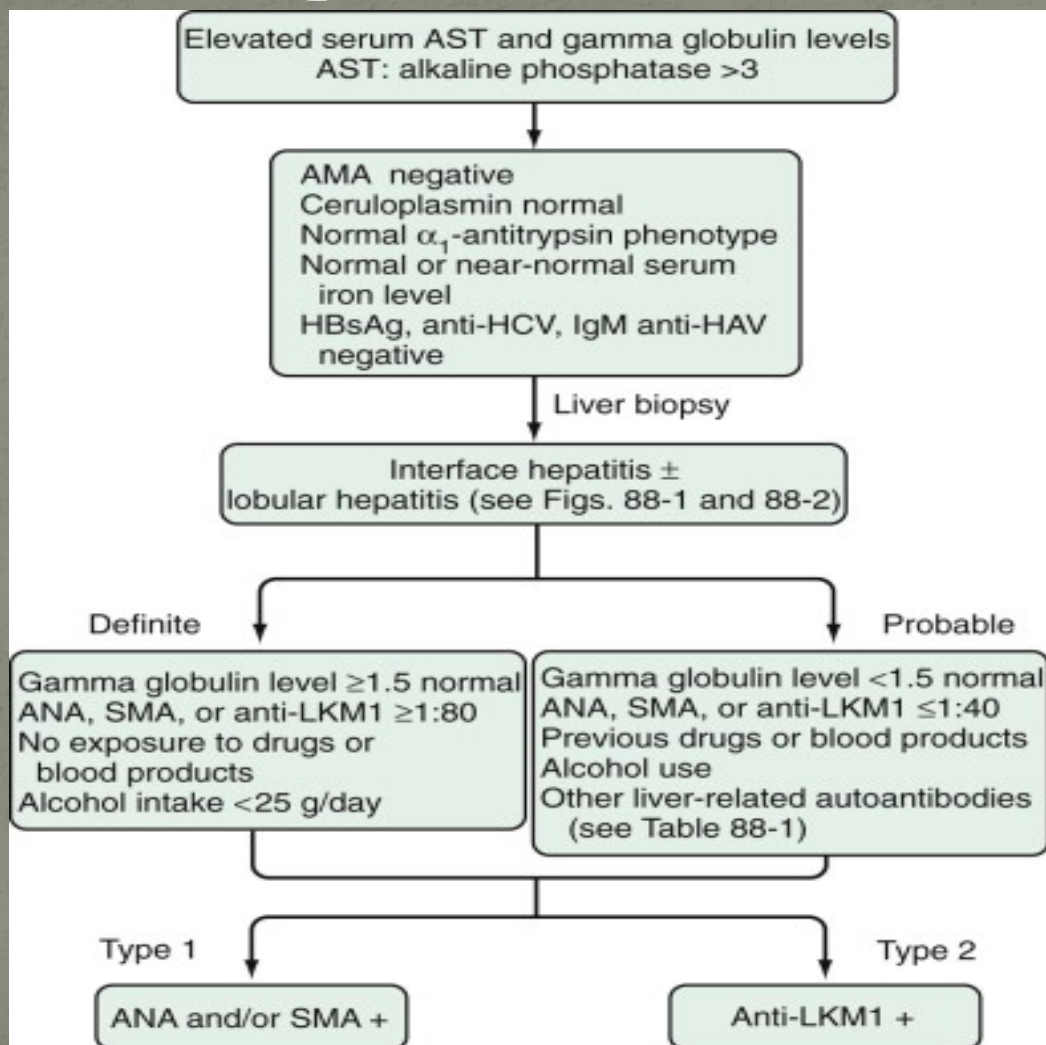 Elevated serum AST and gamma globulin levels
AST: alkaline phosphatase >3
AMA negative
Ceruloplasmin normal
Normal α₁-antitrypsin phenotype
Normal or near-normal serum
iron level
HBsAg, anti-HCV, IgM anti-HAV
negative
Liver biopsy
Interface hepatitis ±
lobular hepatitis (see Figs. 88-1 and 88-2)
Definite
Probable
Gamma globulin level ≥1.5 normal
ANA, SMA, or anti-LKM1 ≥1:80
No exposure to drugs or
blood products
Alcohol intake <25 g/day
Gamma globulin level <1.5 normal
ANA, SMA, or anti-LKM1 ≤1:40
Previous drugs or blood products
Alcohol use
Other liver-related autoantibodies
(see Table 88-1)
Type 1
Type 2
ANA and/or SMA +
Anti-LKM1 +